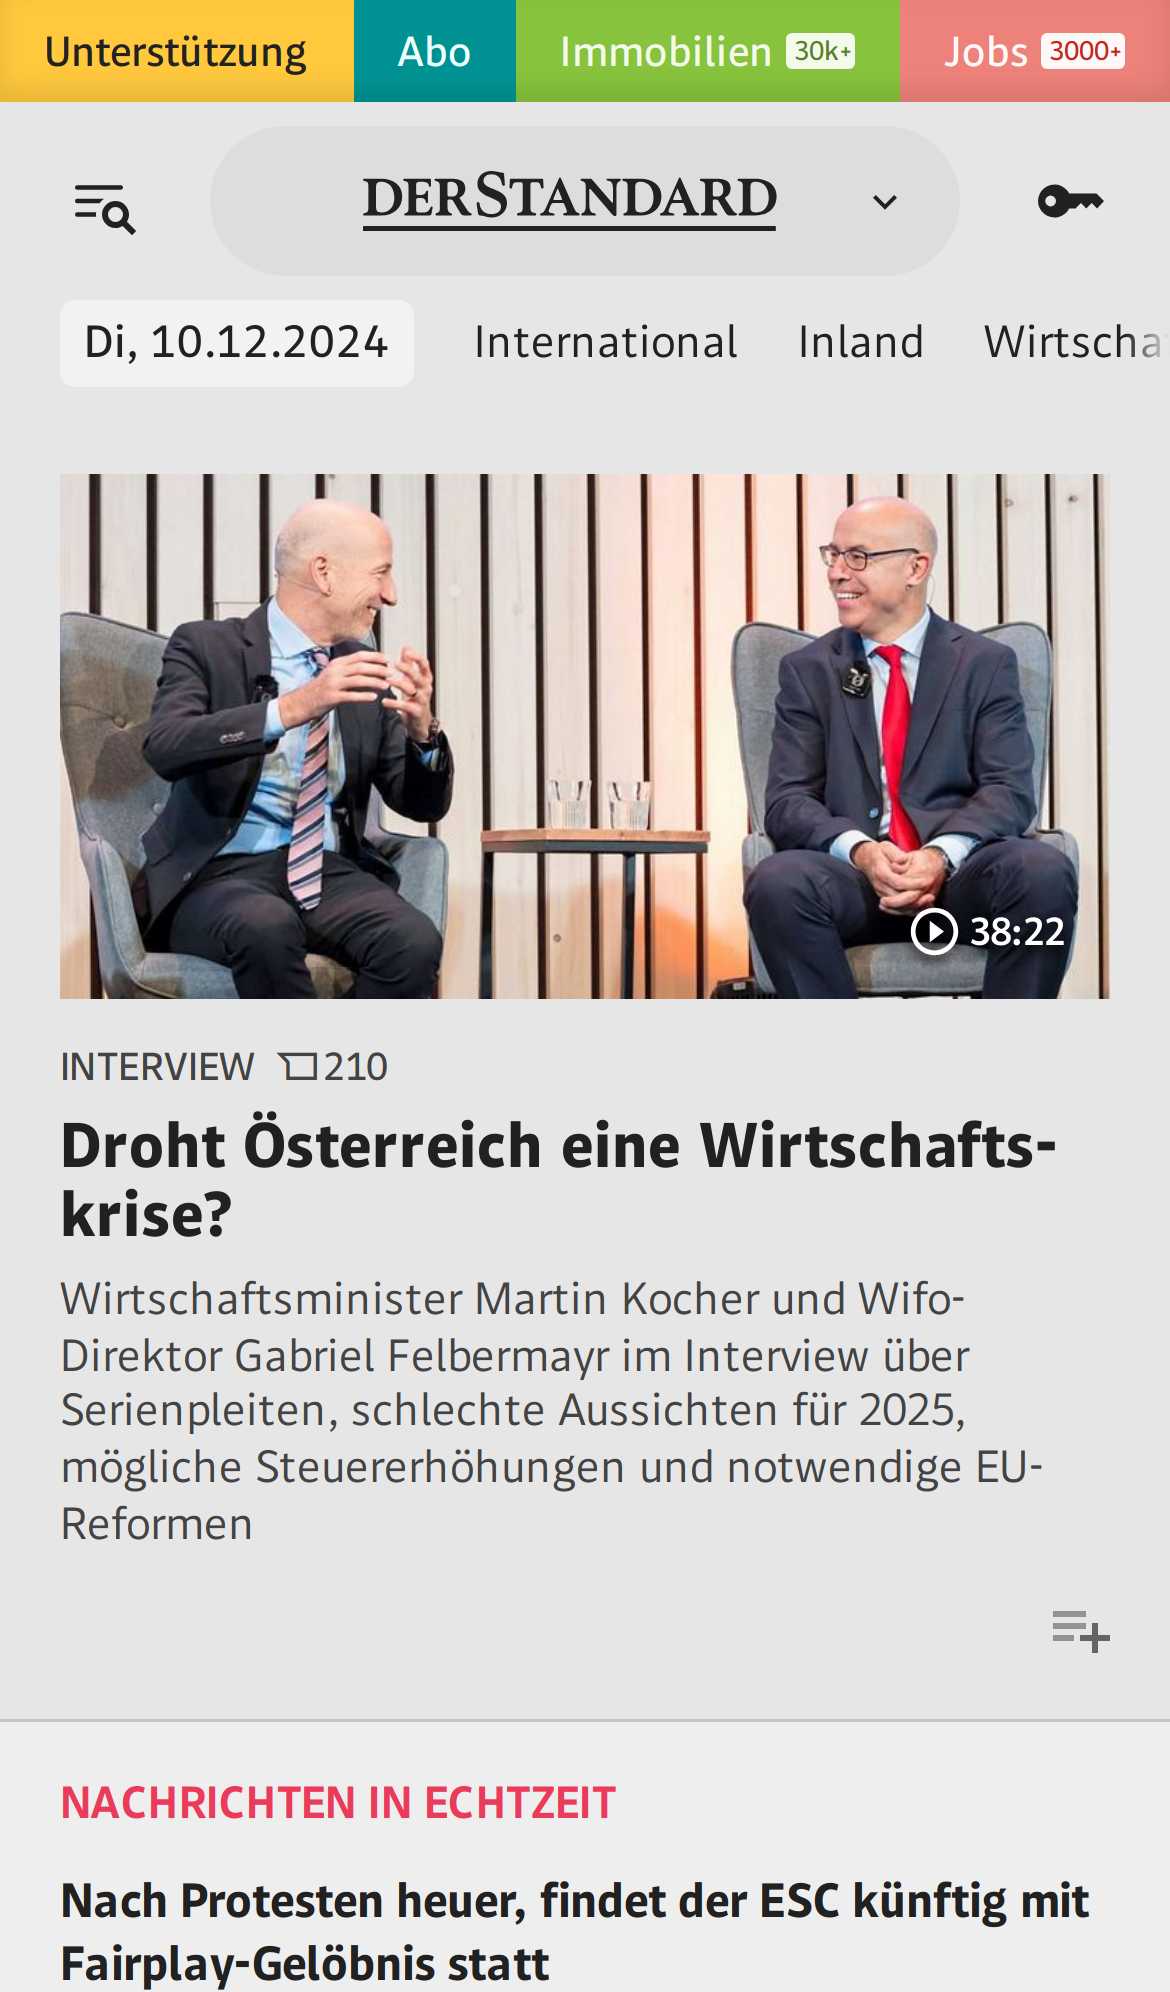 Unterstützung Abo Immobilien 30k+ Jobs 3000+
DER STANDARD
Di, 10.12.2024 International Inland Wirtscha
38:22
INTERVIEW 210
Droht Österreich eine Wirtschafts-
krise?
Wirtschaftsminister Martin Kocher und Wifo-
Direktor Gabriel Felbermayr im Interview über
Serienpleiten, schlechte Aussichten für 2025,
mögliche Steuererhöhungen und notwendige EU-
Reformen
NACHRICHTEN IN ECHTZEIT
Nach Protesten heuer, findet der ESC künftig mit
Fairplay-Gelöbnis statt